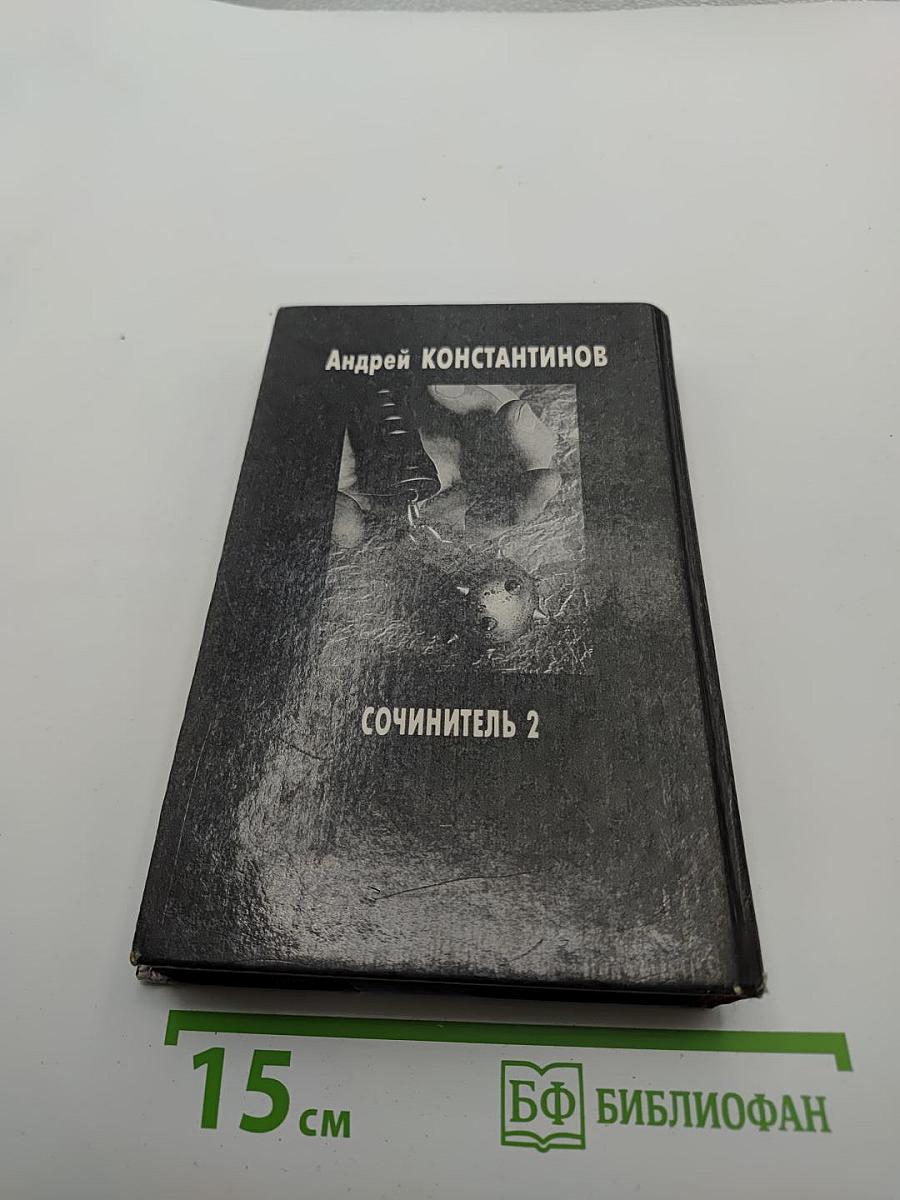 Андрей КОНСТАНТИНОВ
СОЧИНИТЕЛЬ 2
15 см
БФ БИБЛИОФАН